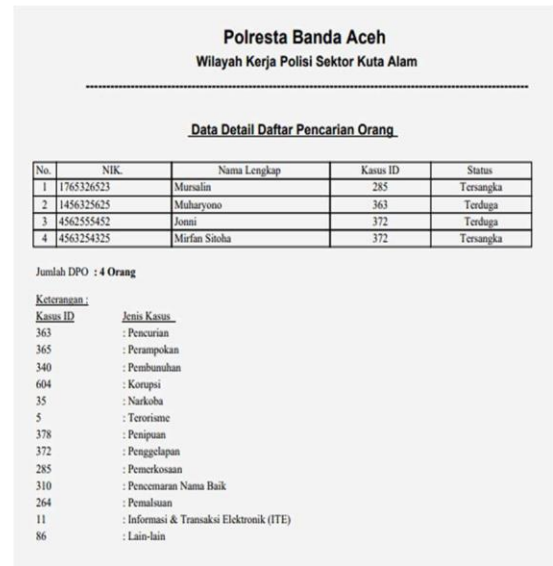 Polresta Banda Aceh
Wilayah Kerja Polisi Sektor Kuta Alam
Data Detail Daftar Pencarian Orang
No. NIK. Nama Lengkap Kasus ID Status
1 1765326523 Mursalin 285 Tersangka
2 1456325625 Muharyono 363 Terduga
3 4562555452 Jonni 372 Terduga
4 4563254325 Mirfan Sitoha 372 Tersangka
Jumlah DPO : 4 Orang
Keterangan :
Kasus ID Jenis Kasus
363 : Pencurian
365 : Perampokan
340 : Pembunuhan
604 : Korupsi
35 : Narkoba
5 : Terorisme
378 : Penipuan
372 : Penggelapan
285 : Pemerkosaan
310 : Pencemaran Nama Baik
264 : Pemalsuan
11 : Informasi & Transaksi Elektronik (ITE)
86 : Lain-lain